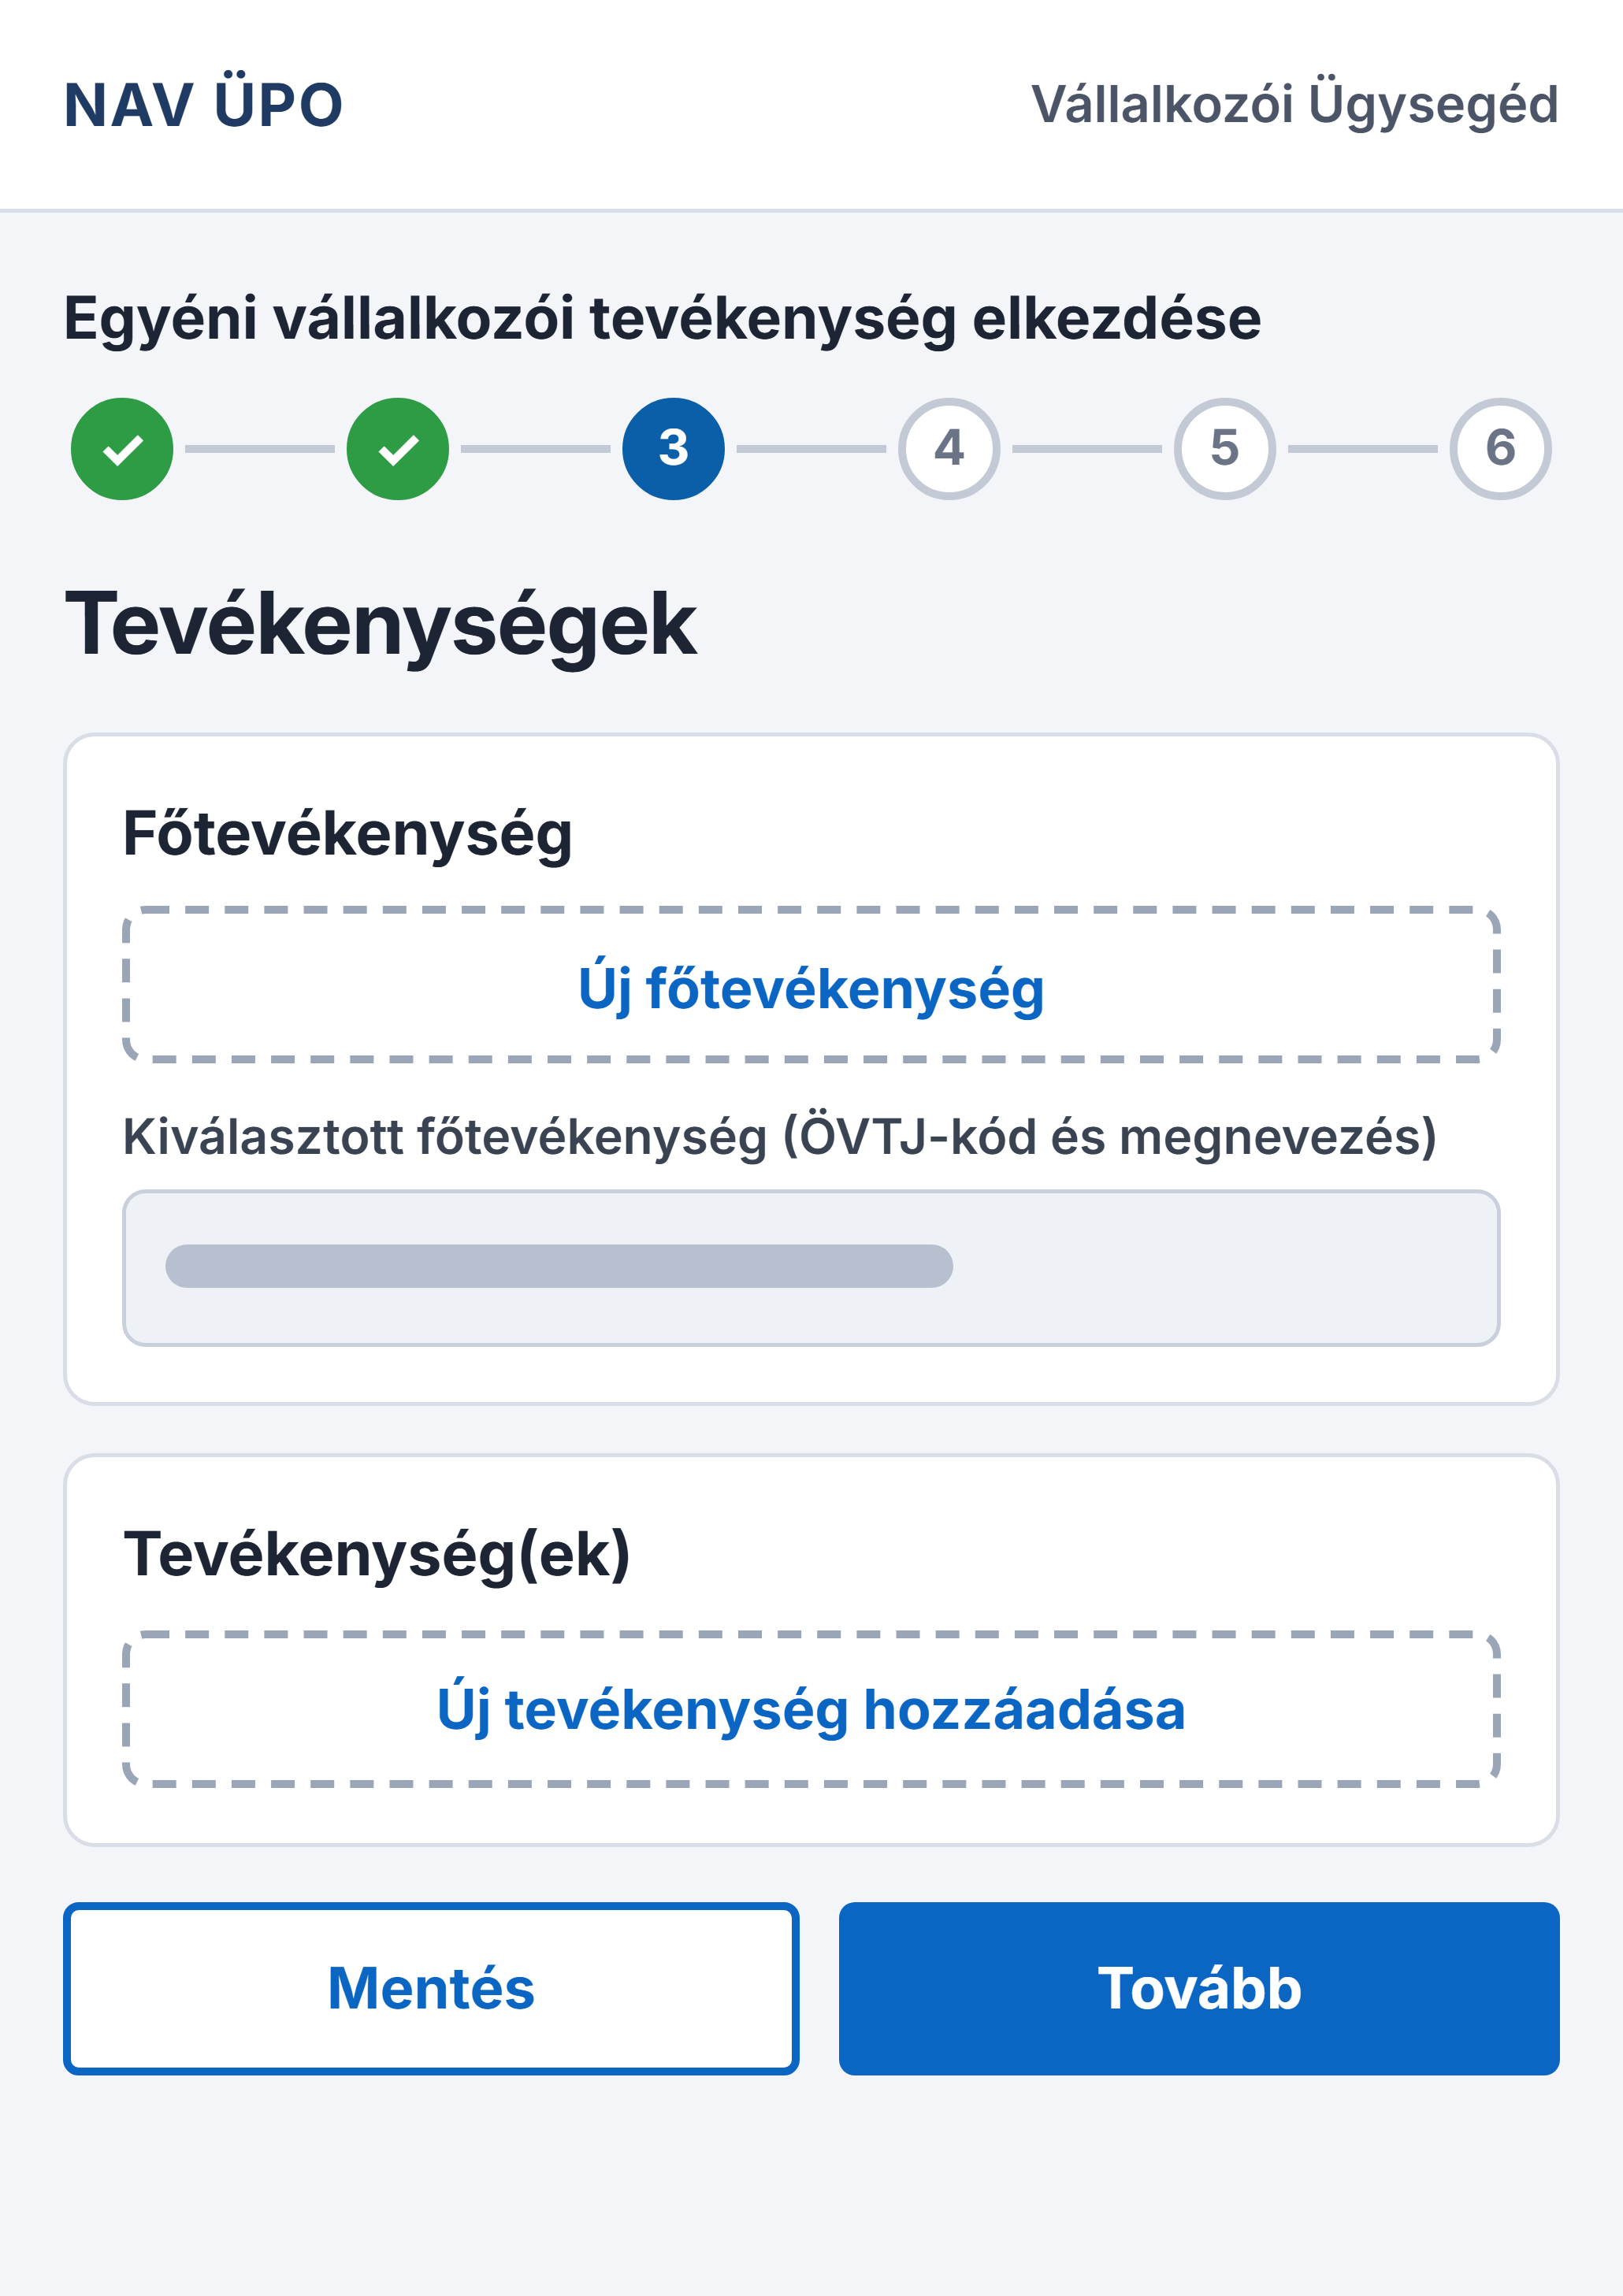 NAV ÜPO
Vállalkozói Ügysegéd
Egyéni vállalkozói tevékenység elkezdése
3 4 5 6
Tevékenységek
Főtevékenység
Új főtevékenység
Kiválasztott főtevékenység (ÖVTJ-kód és megnevezés)
Tevékenység(ek)
Új tevékenység hozzáadása
Mentés
Tovább